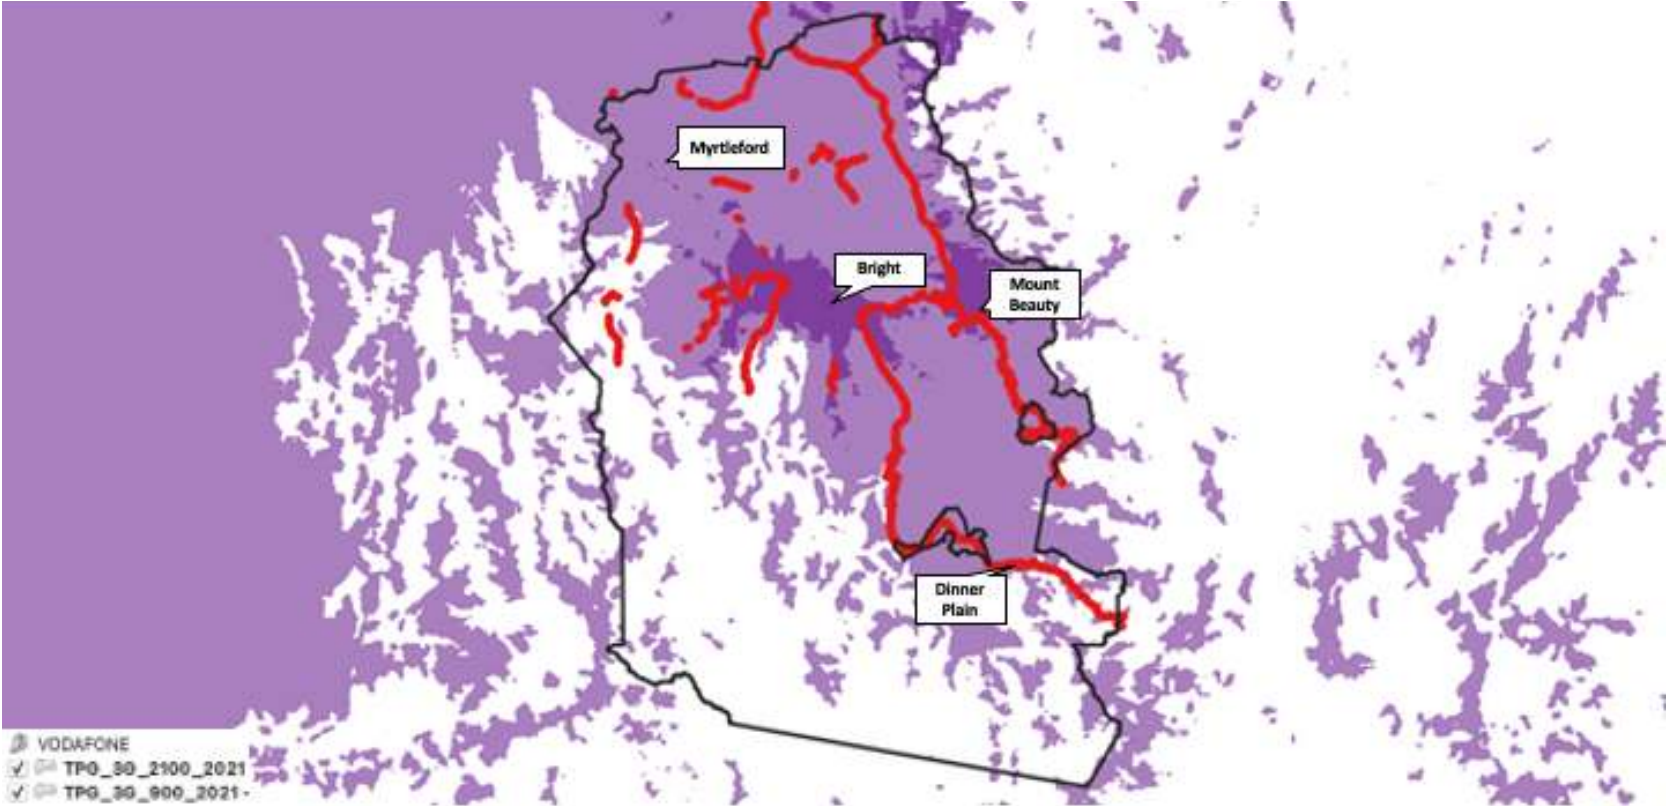 Myrtleford
Bright
Mount
Beauty
Dinner
Plain
VODAFONE
TPG_3G_2100_2021
TPG_3G_900_2021 -